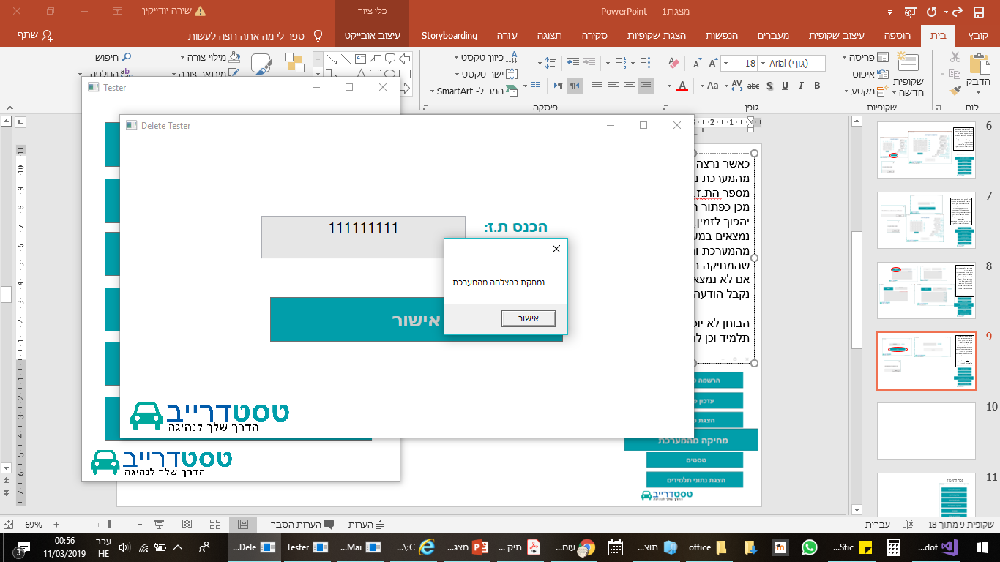 שירה יודייקין
כלי ציור
מצגת1 - PowerPoint
קובץ
בית
הוספה
עיצוב שקופית
מעברים
הנפשות
הצגת שקופיות
סקירה
תצוגה
עזרה
Storyboarding
עיצוב אובייקט
ספר לי מה אתה רוצה לעשות
שתף
הדבק
לוח
שקופית
חדשה
פריסה
איפוס
מקטע
שקופיות
Arial (גוף)
18
גופן
פיסקה
כיוון טקסט
ישר טקסט
המר ל- SmartArt
מילוי צורה
מיתאר צורה
חיפוש
החלפה
Tester
Delete Tester
הכנס ת.ז:
111111111
אישור
נמחקת בהצלחה מהמערכת
אישור
טסטדרייב
הדרך שלך לנהיגה
טסטדרייב
הדרך שלך לנהיגה
כאשר נרצה
מהמערכת
מספר הת.ז.
מכן כפתור
יהפוך לזמין,
נמצאים
מהמערכת
שהמחיקה
אם לא נמצא
נקבל הודעה
הבוחן לא
תלמיד וכן
הרשמה
עדכון
הצגת
מחיקה מהמערכת
טסטים
הצגת נתוני תלמידים
טסטדרייב
הדרך שלך לנהיגה
6
7
8
9
10
11
שקופית 9 מתוך 18
עברית
הערות
הערות הסבר
69%
...dot
...Stic
office
...תוצ
...עומ
...תיק
...מצג
...C:\
...Mai
Tester
...Dele
עבר
HE
00:56
11/03/2019
3